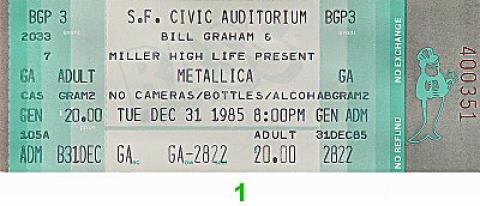 BGP 3 S.F. CIVIC AUDITORIUM BGP3
2033 BILL GRAHAM &
7 MILLER HIGH LIFE PRESENT
GA ADULT METALLICA GA
CAS GRAM2 NO CAMERAS/BOTTLES/ALCOHABGRAM2
GEN 20.00 TUE DEC 31 1985 8:00PM GEN ADM
105A ADULT 31DEC85
ADM B31DEC GA GA-2822 20.00 2822
NO REFUND
NO EXCHANGE
400351
1